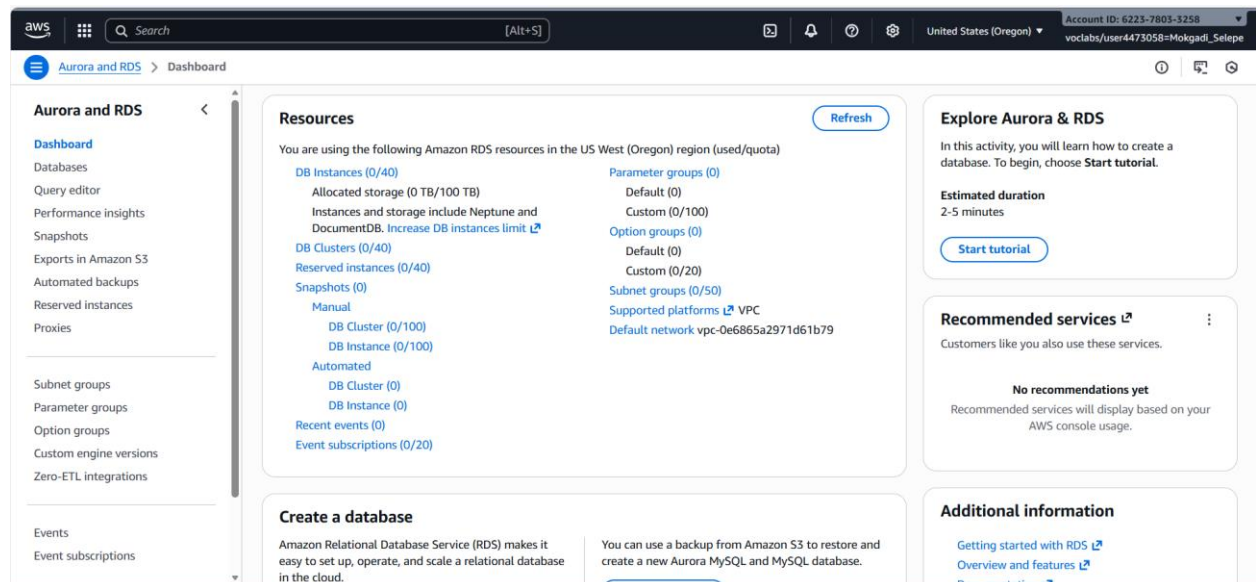 aws
Search [Alt+S]
United States (Oregon) ▼
Account ID: 6223-7803-3258 ▼
voclabs/user4473058=Mokgadi_Selepe
Aurora and RDS > Dashboard
Aurora and RDS
Dashboard
Databases
Query editor
Performance insights
Snapshots
Exports in Amazon S3
Automated backups
Reserved instances
Proxies
Subnet groups
Parameter groups
Option groups
Custom engine versions
Zero-ETL integrations
Events
Event subscriptions
Resources
Refresh
You are using the following Amazon RDS resources in the US West (Oregon) region (used/quota)
DB Instances (0/40)
Allocated storage (0 TB/100 TB)
Instances and storage include Neptune and
DocumentDB. Increase DB instances limit
DB Clusters (0/40)
Reserved instances (0/40)
Snapshots (0)
Manual
DB Cluster (0/100)
DB Instance (0/100)
Automated
DB Cluster (0)
DB Instance (0)
Recent events (0)
Event subscriptions (0/20)
Parameter groups (0)
Default (0)
Custom (0/100)
Option groups (0)
Default (0)
Custom (0/20)
Subnet groups (0/50)
Supported platforms VPC
Default network vpc-0e6865a2971d61b79
Create a database
Amazon Relational Database Service (RDS) makes it
easy to set up, operate, and scale a relational database
in the cloud.
You can use a backup from Amazon S3 to restore and
create a new Aurora MySQL and MySQL database.
Explore Aurora & RDS
In this activity, you will learn how to create a
database. To begin, choose Start tutorial.
Estimated duration
2-5 minutes
Start tutorial
Recommended services
Customers like you also use these services.
No recommendations yet
Recommended services will display based on your
AWS console usage.
Additional information
Getting started with RDS
Overview and features